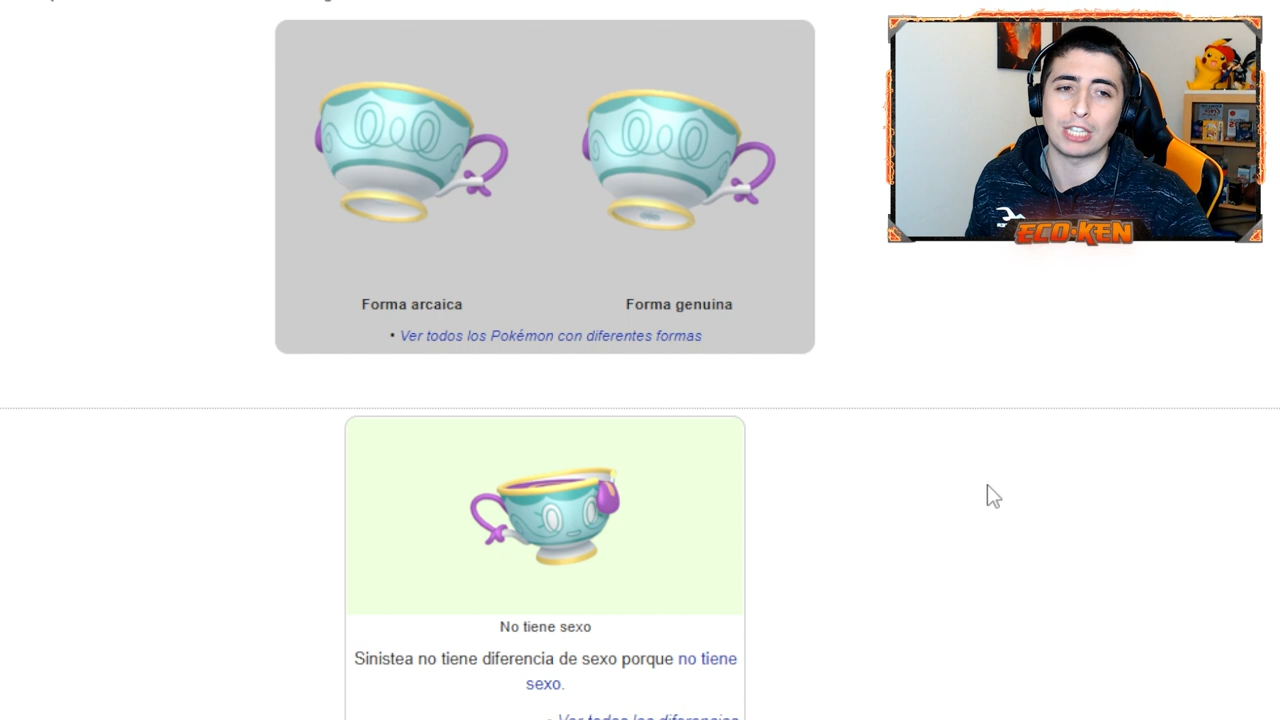 ECO·KEN
Forma arcaica
Forma genuina
• Ver todos los Pokémon con diferentes formas
No tiene sexo
Sinistea no tiene diferencia de sexo porque no tiene
sexo.